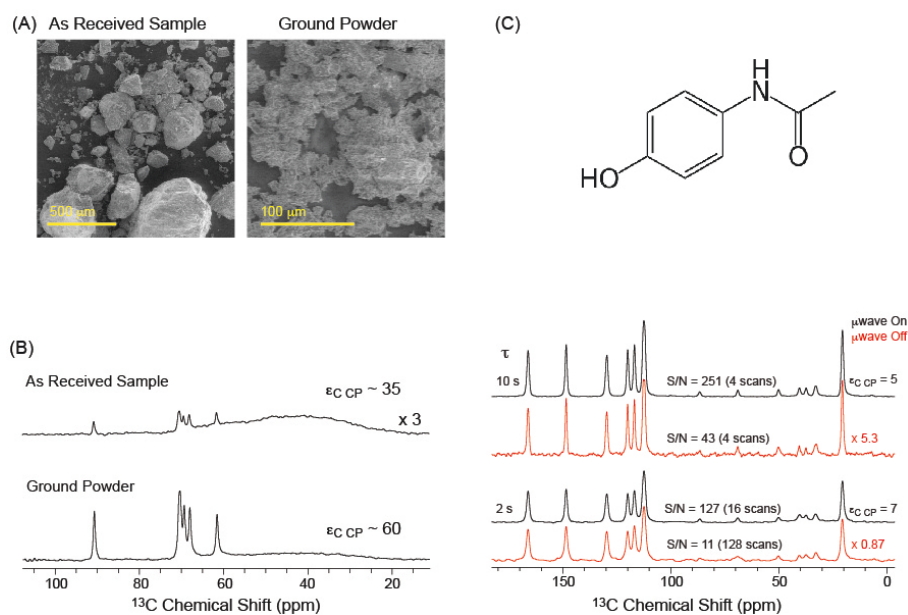 (A)
As Received Sample
Ground Powder
500 µm
100 µm
(C)
H
N
O
HO
(B)
As Received Sample
εC CP ~ 35
x 3
Ground Powder
εC CP ~ 60
100 80 60 40 20
13C Chemical Shift (ppm)
µwave On
µwave Off
τ
10 s
S/N = 251 (4 scans)
εC CP = 5
S/N = 43 (4 scans)
x 5.3
2 s
S/N = 127 (16 scans)
εC CP = 7
S/N = 11 (128 scans)
x 0.87
150 100 50 0
13C Chemical Shift (ppm)